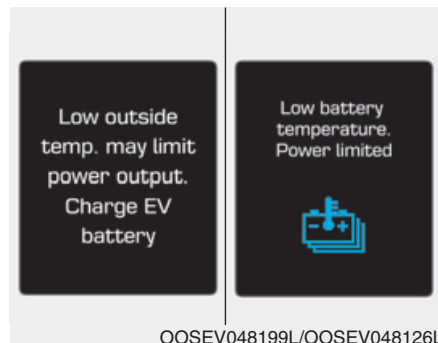 Low outside
temp. may limit
power output.
Charge EV
battery
Low battery
temperature.
Power limited
OOSEV048199L/OOSEV048126L